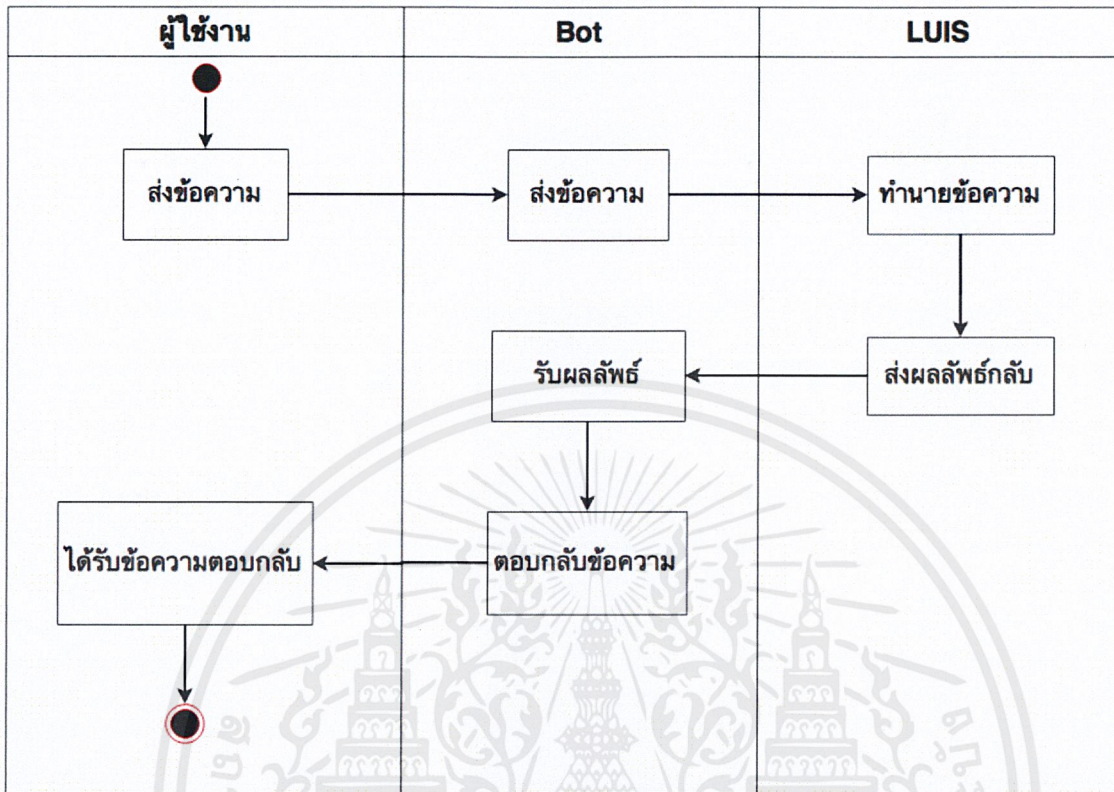 ผู้ใช้งาน
Bot
LUIS
ส่งข้อความ
ส่งข้อความ
ทำนายข้อความ
รับผลลัพธ์
ส่งผลลัพธ์กลับ
ได้รับข้อความตอบกลับ
ตอบกลับข้อความ